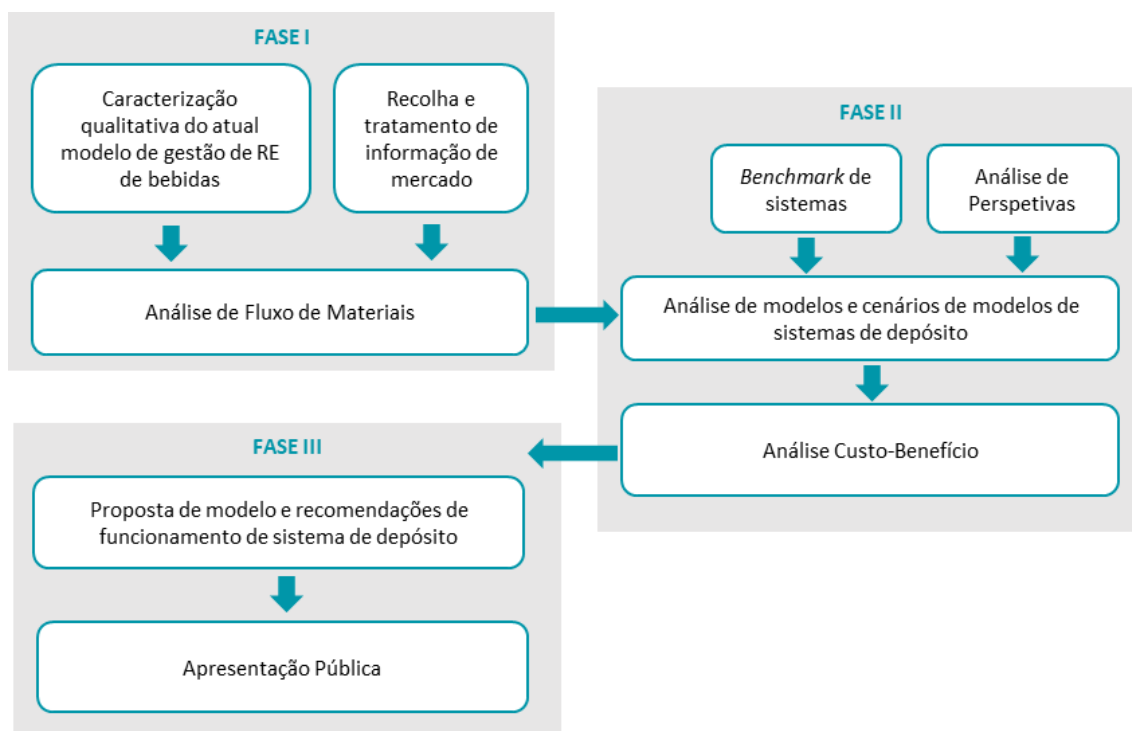 FASE I
Caracterização
qualitativa do atual
modelo de gestão de RE
de bebidas
Recolha e
tratamento de
informação de
mercado
Análise de Fluxo de Materiais
FASE II
Benchmark de
sistemas
Análise de
Perspetivas
Análise de modelos e cenários de modelos de
sistemas de depósito
Análise Custo-Benefício
FASE III
Proposta de modelo e recomendações de
funcionamento de sistema de depósito
Apresentação Pública